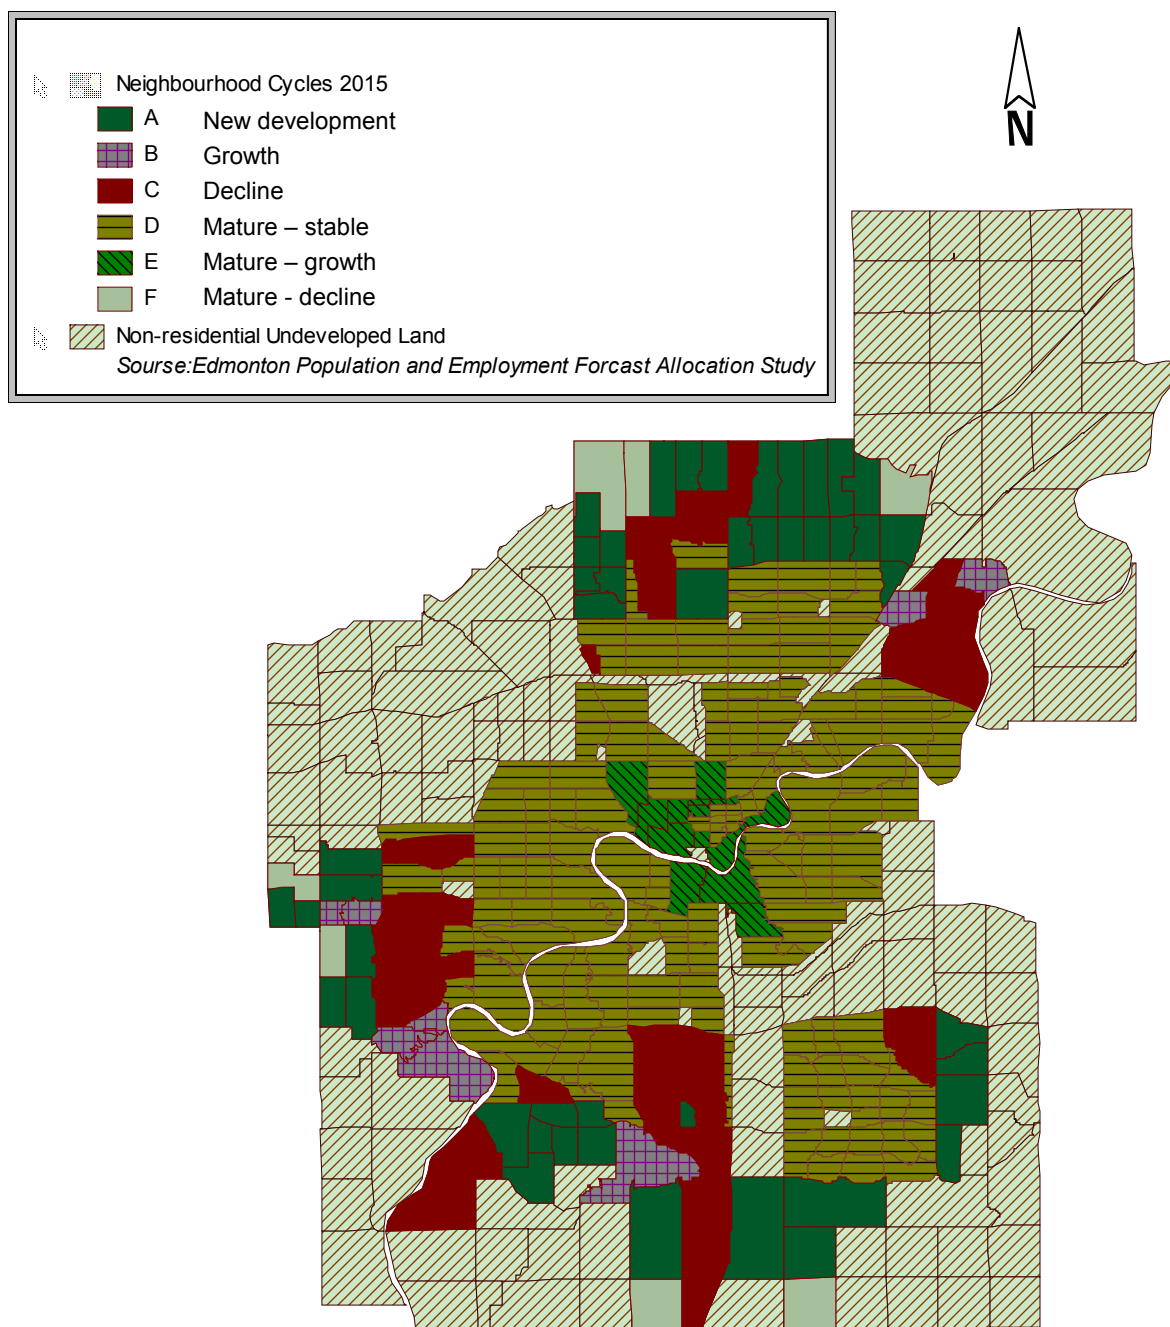 Neighbourhood Cycles 2015
A New development
B Growth
C Decline
D Mature – stable
E Mature – growth
F Mature - decline
Non-residential Undeveloped Land
Sourse:Edmonton Population and Employment Forcast Allocation Study
N